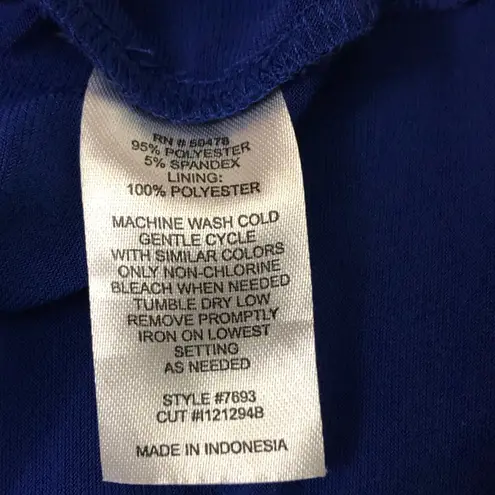 RN # 60478
95% POLYESTER
5% SPANDEX
LINING:
100% POLYESTER
MACHINE WASH COLD
GENTLE CYCLE
WITH SIMILAR COLORS
ONLY NON-CHLORINE
BLEACH WHEN NEEDED
TUMBLE DRY LOW
REMOVE PROMPTLY
IRON ON LOWEST
SETTING
AS NEEDED
STYLE #7693
CUT #I121294B
MADE IN INDONESIA